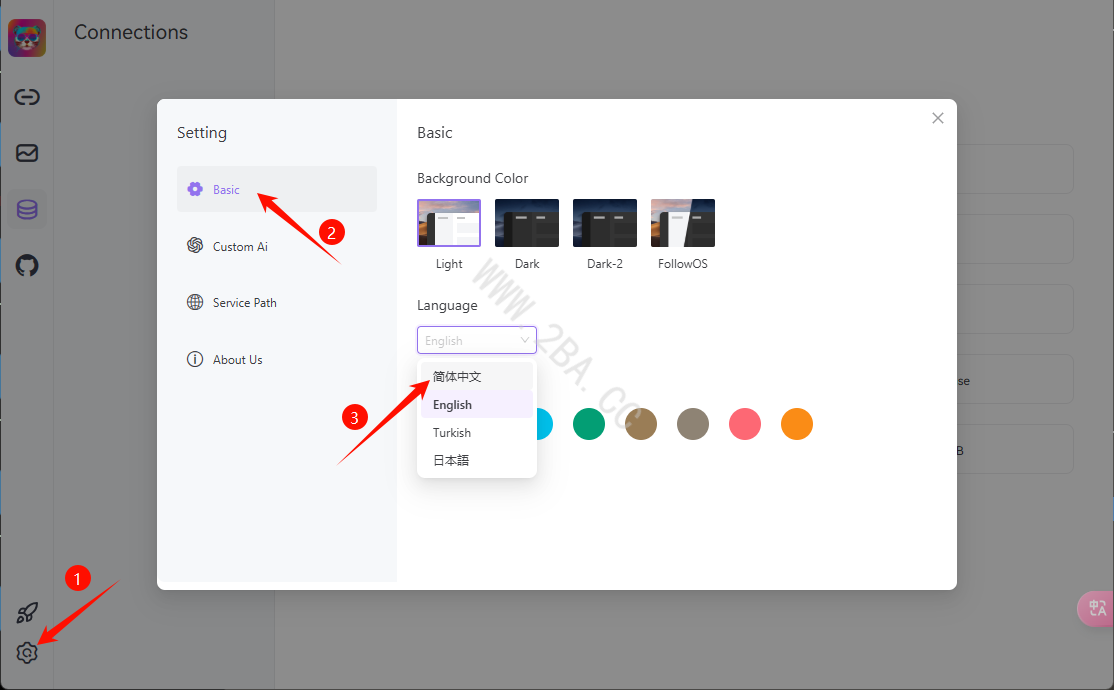 Connections
Setting
Basic
Custom Ai
Service Path
About Us
Basic
Background Color
Light
Dark
Dark-2
FollowOS
Language
English
简体中文
English
Turkish
日本語
1
2
3
se
B
中 A
WWW.2BA.CC